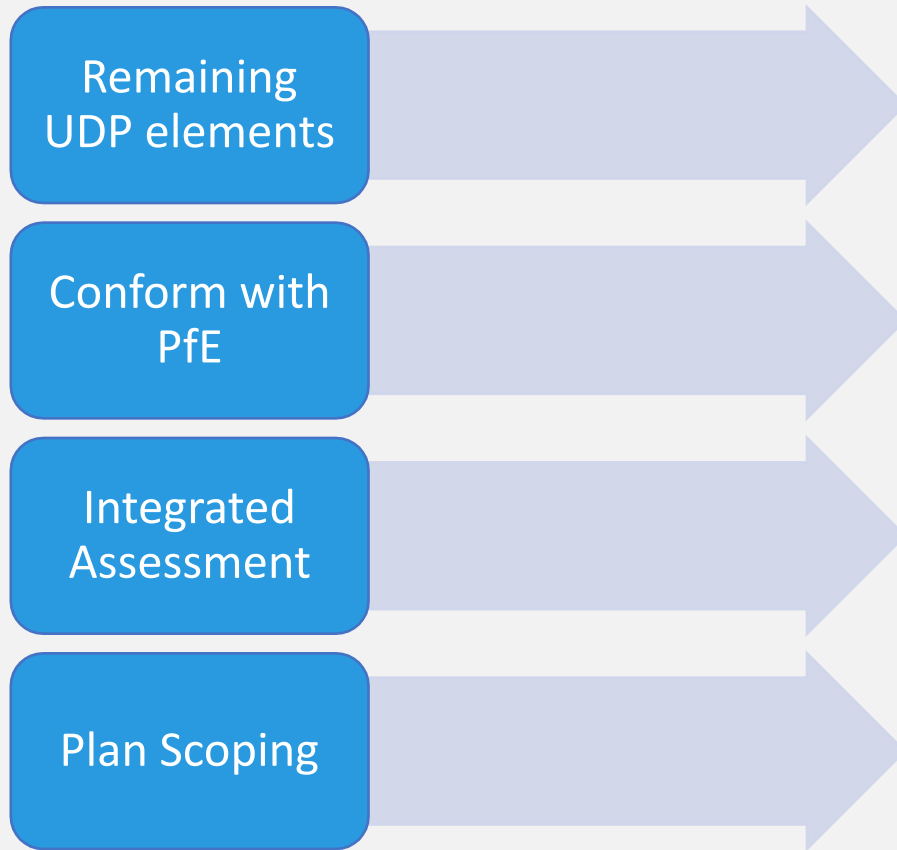 Remaining
UDP elements
Conform with
PfE
Integrated
Assessment
Plan Scoping